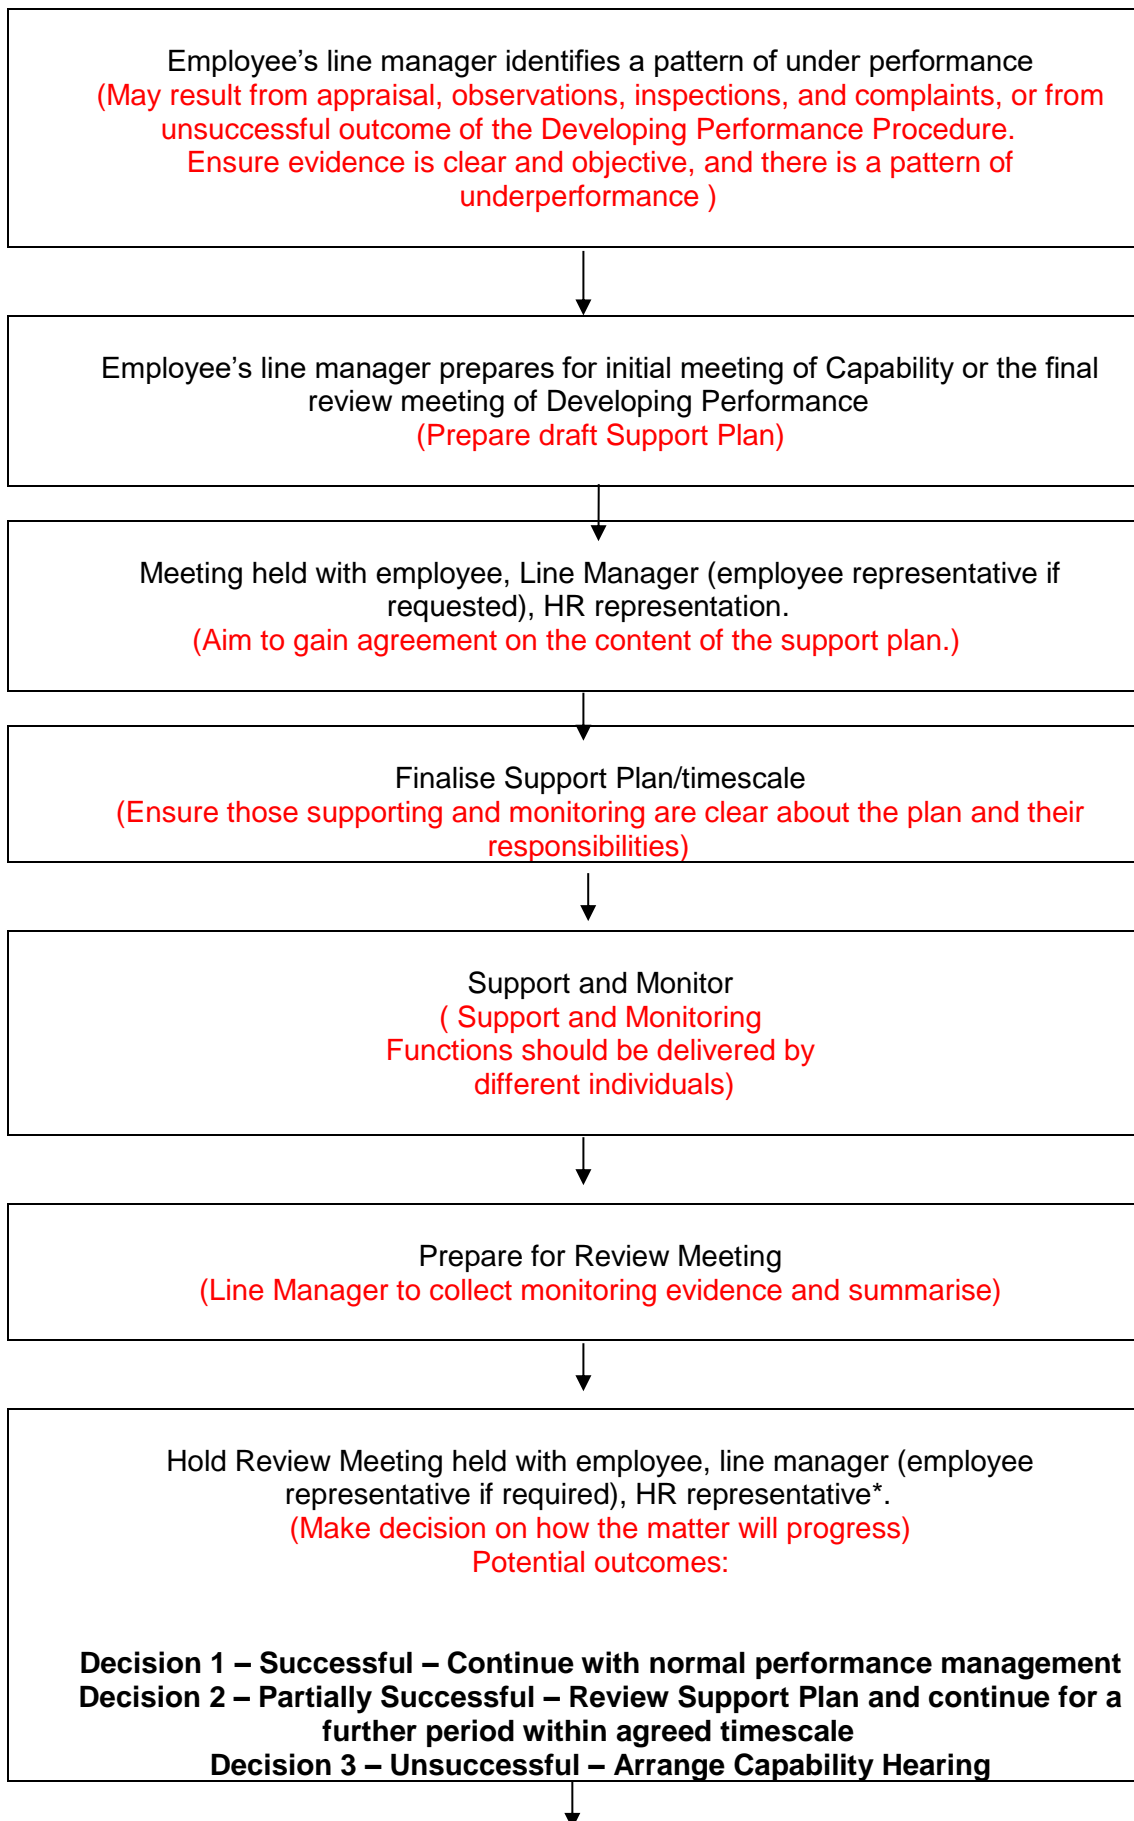 Employee’s line manager identifies a pattern of under performance
(May result from appraisal, observations, inspections, and complaints, or from
unsuccessful outcome of the Developing Performance Procedure.
Ensure evidence is clear and objective, and there is a pattern of
underperformance )
Employee’s line manager prepares for initial meeting of Capability or the final
review meeting of Developing Performance
(Prepare draft Support Plan)
Meeting held with employee, Line Manager (employee representative if
requested), HR representation.
(Aim to gain agreement on the content of the support plan.)
Finalise Support Plan/timescale
(Ensure those supporting and monitoring are clear about the plan and their
responsibilities)
Support and Monitor
( Support and Monitoring
Functions should be delivered by
different individuals)
Prepare for Review Meeting
(Line Manager to collect monitoring evidence and summarise)
Hold Review Meeting held with employee, line manager (employee
representative if required), HR representative*.
(Make decision on how the matter will progress)
Potential outcomes:
Decision 1 – Successful – Continue with normal performance management
Decision 2 – Partially Successful – Review Support Plan and continue for a
further period within agreed timescale
Decision 3 – Unsuccessful – Arrange Capability Hearing